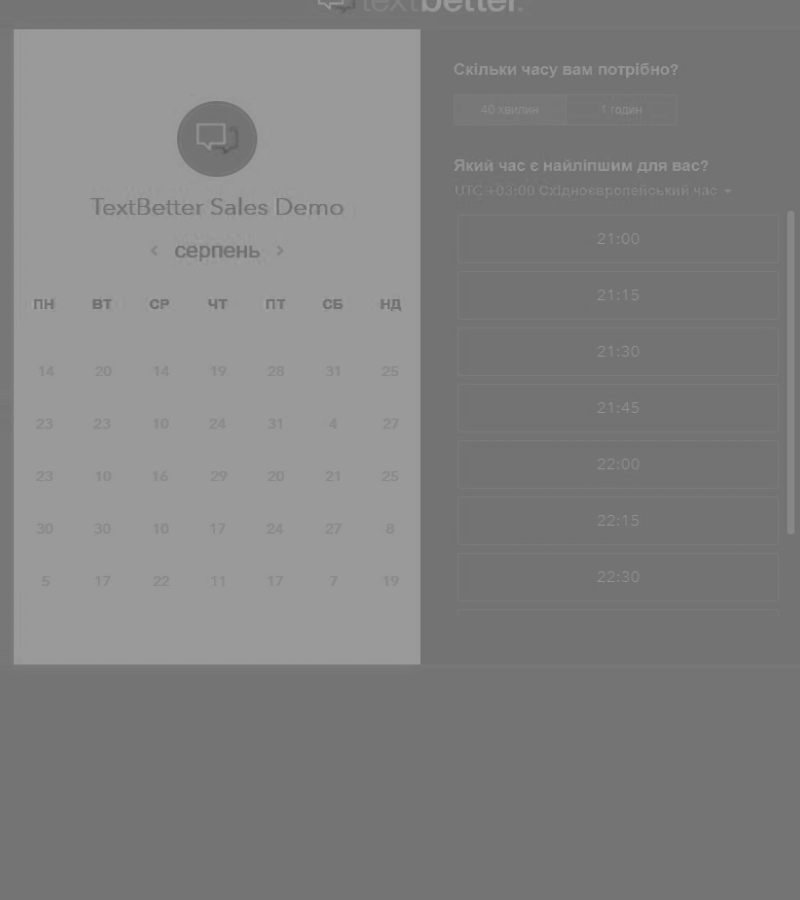 textbetter.
TextBetter Sales Demo
серпень
ПН ВТ СР ЧТ ПТ СБ НД
14 20 14 19 28 31 25
23 23 10 24 31 4 27
23 10 16 29 20 21 25
30 30 10 17 24 27 8
5 17 22 11 17 7 19
Скільки часу вам потрібно?
40 хвилин 1 годин
Який час є найліпшим для вас?
UTC +03:00 Східноєвропейський час
21:00
21:15
21:30
21:45
22:00
22:15
22:30